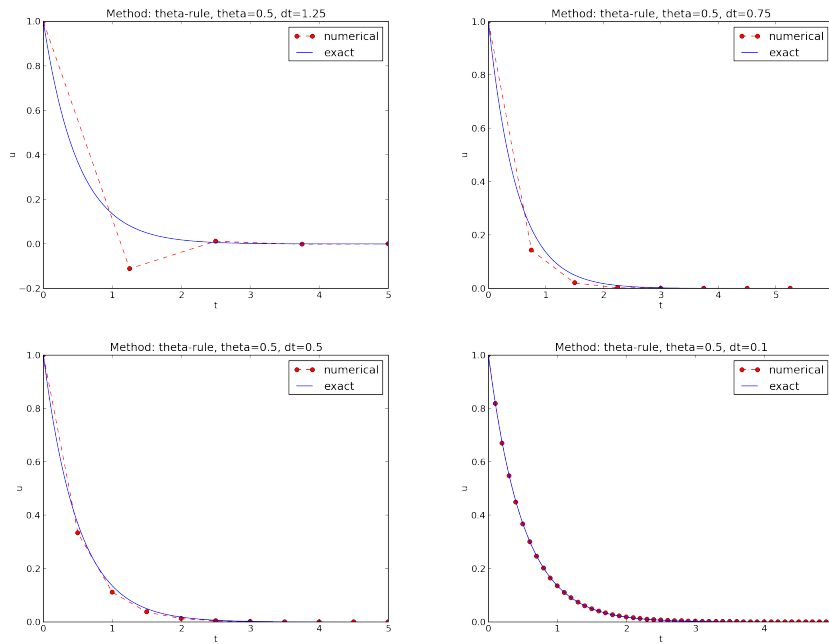 Method: theta-rule, theta=0.5, dt=1.25
1.0
0.8
0.6
0.4
0.2
0.0
−0.2
u
0 1 2 3 4 5
t
numerical
exact
Method: theta-rule, theta=0.5, dt=0.75
1.0
0.8
0.6
0.4
0.2
0.0
u
0 1 2 3 4 5
t
numerical
exact
Method: theta-rule, theta=0.5, dt=0.5
1.0
0.8
0.6
0.4
0.2
0.0
u
0 1 2 3 4 5
t
numerical
exact
Method: theta-rule, theta=0.5, dt=0.1
1.0
0.8
0.6
0.4
0.2
0.0
u
0 1 2 3 4
t
numerical
exact